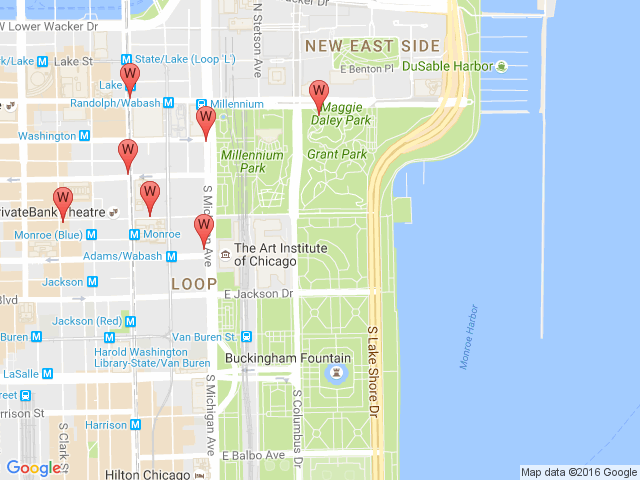 W Lower Wacker Dr
N Stetson Ave
NEW EAST SIDE
Lake St
State/Lake (Loop 'L')
E Benton Pl
DuSable Harbor
Lake
W
W
Randolph/Wabash
Millennium
Maggie
Daley Park
Washington
W
Millennium
Park
Grant Park
W
W
W
W
PrivateBank Theatre
S Michigan Ave
Monroe (Blue)
Monroe
Adams/Wabash
The Art Institute
of Chicago
Jackson
LOOP
E Jackson Dr
Blvd
Jackson (Red)
Monroe Harbor
Buren
Van Buren St.
S Lake Shore Dr
Harold Washington
Library-State/Van Buren
Buckingham Fountain
LaSalle
S Michigan Ave
S Columbus Dr
Street
Harrison St
Harrison
S Clark St
E Balbo Ave
Google
Hilton Chicago
Map data ©2016 Google